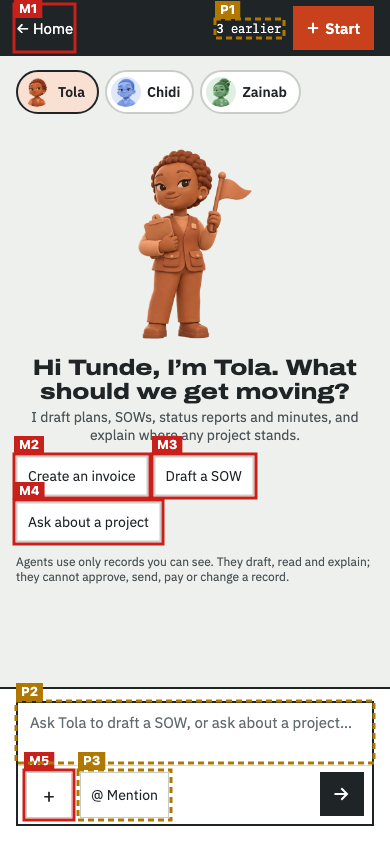 M1
P1
← Home
3 earlier
+ Start
Tola
Chidi
Zainab
Hi Tunde, I'm Tola. What
should we get moving?
I draft plans, SOWs, status reports and minutes, and
explain where any project stands.
M2
M3
Create an invoice
Draft a SOW
M4
Ask about a project
Agents use only records you can see. They draft, read and explain;
they cannot approve, send, pay or change a record.
P2
Ask Tola to draft a SOW, or ask about a project...
M5
P3
+
@ Mention
→